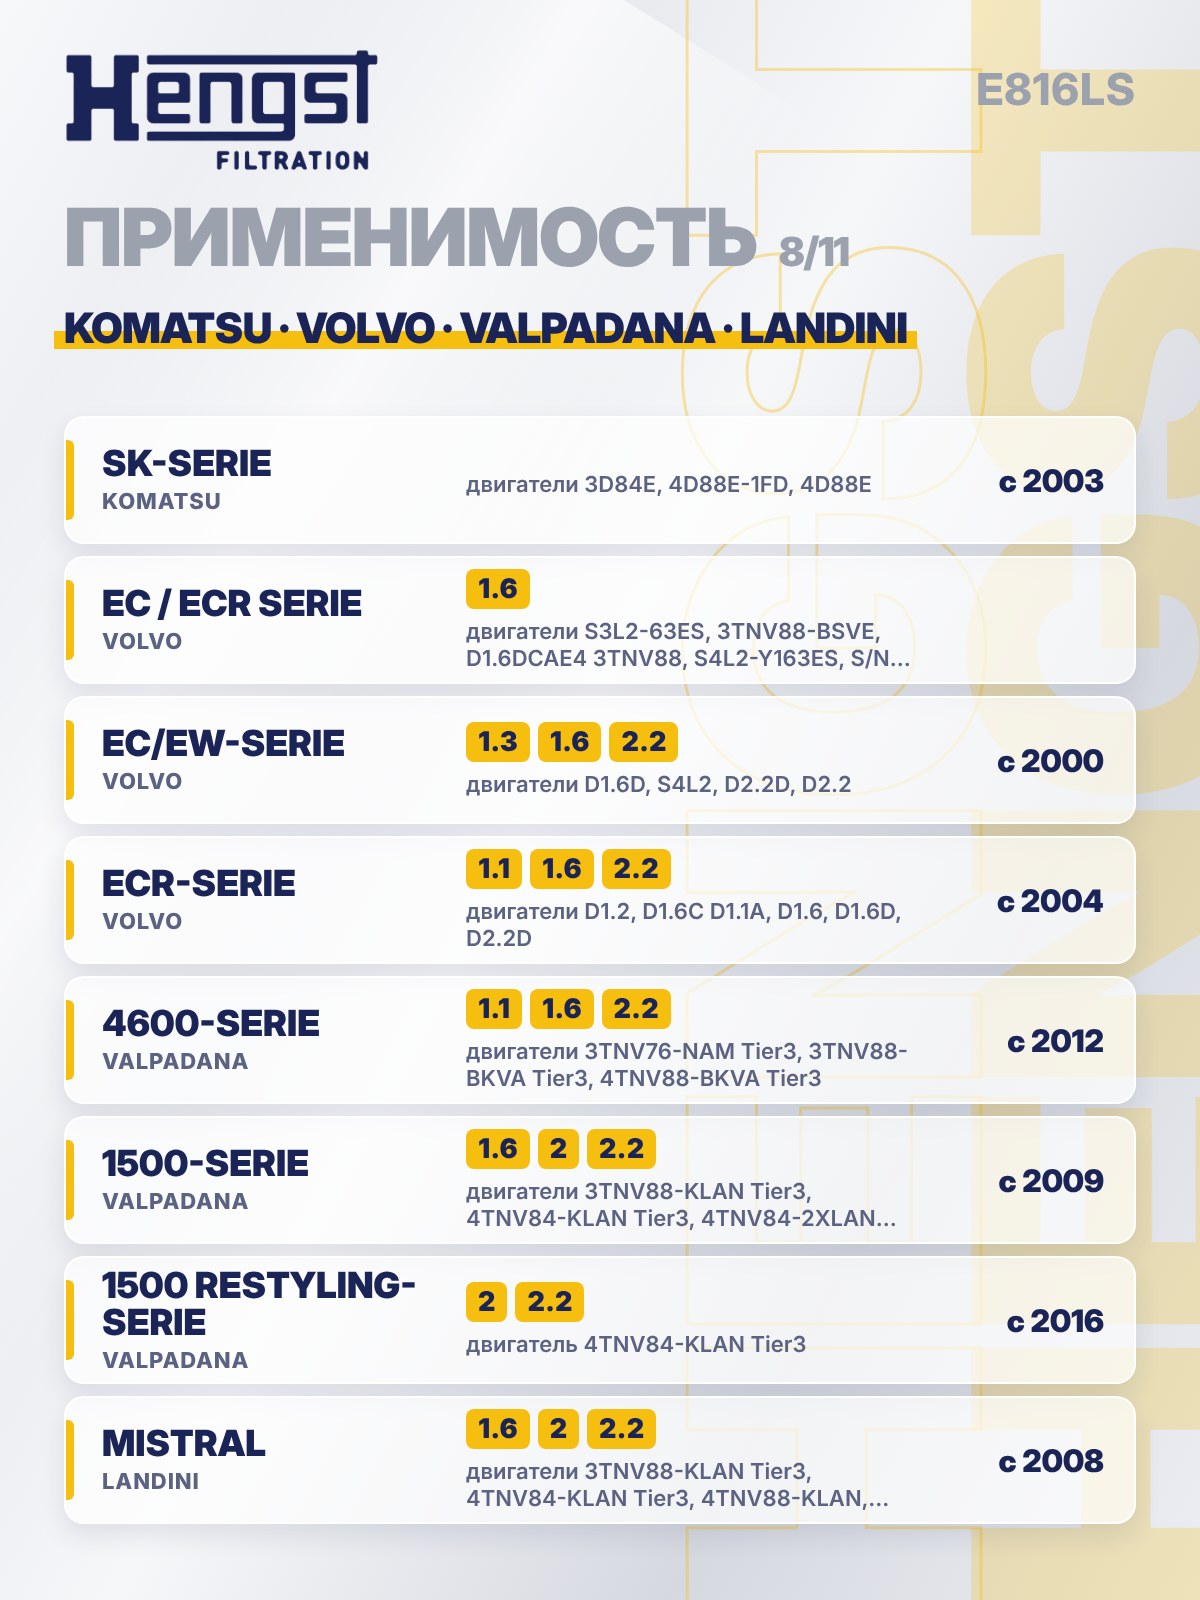 Hengst
FILTRATION
E816LS
ПРИМЕНИМОСТЬ 8/11
KOMATSU · VOLVO · VALPADANA · LANDINI
SK-SERIE
KOMATSU
двигатели 3D84E, 4D88E-1FD, 4D88E
с 2003
EC / ECR SERIE
VOLVO
1.6
двигатели S3L2-63ES, 3TNV88-BSVE,
D1.6DCAE4 3TNV88, S4L2-Y163ES, S/N...
EC/EW-SERIE
VOLVO
1.3 1.6 2.2
двигатели D1.6D, S4L2, D2.2D, D2.2
с 2000
ECR-SERIE
VOLVO
1.1 1.6 2.2
двигатели D1.2, D1.6C D1.1A, D1.6, D1.6D,
D2.2D
с 2004
4600-SERIE
VALPADANA
1.1 1.6 2.2
двигатели 3TNV76-NAM Tier3, 3TNV88-
BKVA Tier3, 4TNV88-BKVA Tier3
с 2012
1500-SERIE
VALPADANA
1.6 2 2.2
двигатели 3TNV88-KLAN Tier3,
4TNV84-KLAN Tier3, 4TNV84-2XLAN...
с 2009
1500 RESTYLING-
SERIE
VALPADANA
2 2.2
двигатель 4TNV84-KLAN Tier3
с 2016
MISTRAL
LANDINI
1.6 2 2.2
двигатели 3TNV88-KLAN Tier3,
4TNV84-KLAN Tier3, 4TNV88-KLAN,...
с 2008
HENGST
HENGST